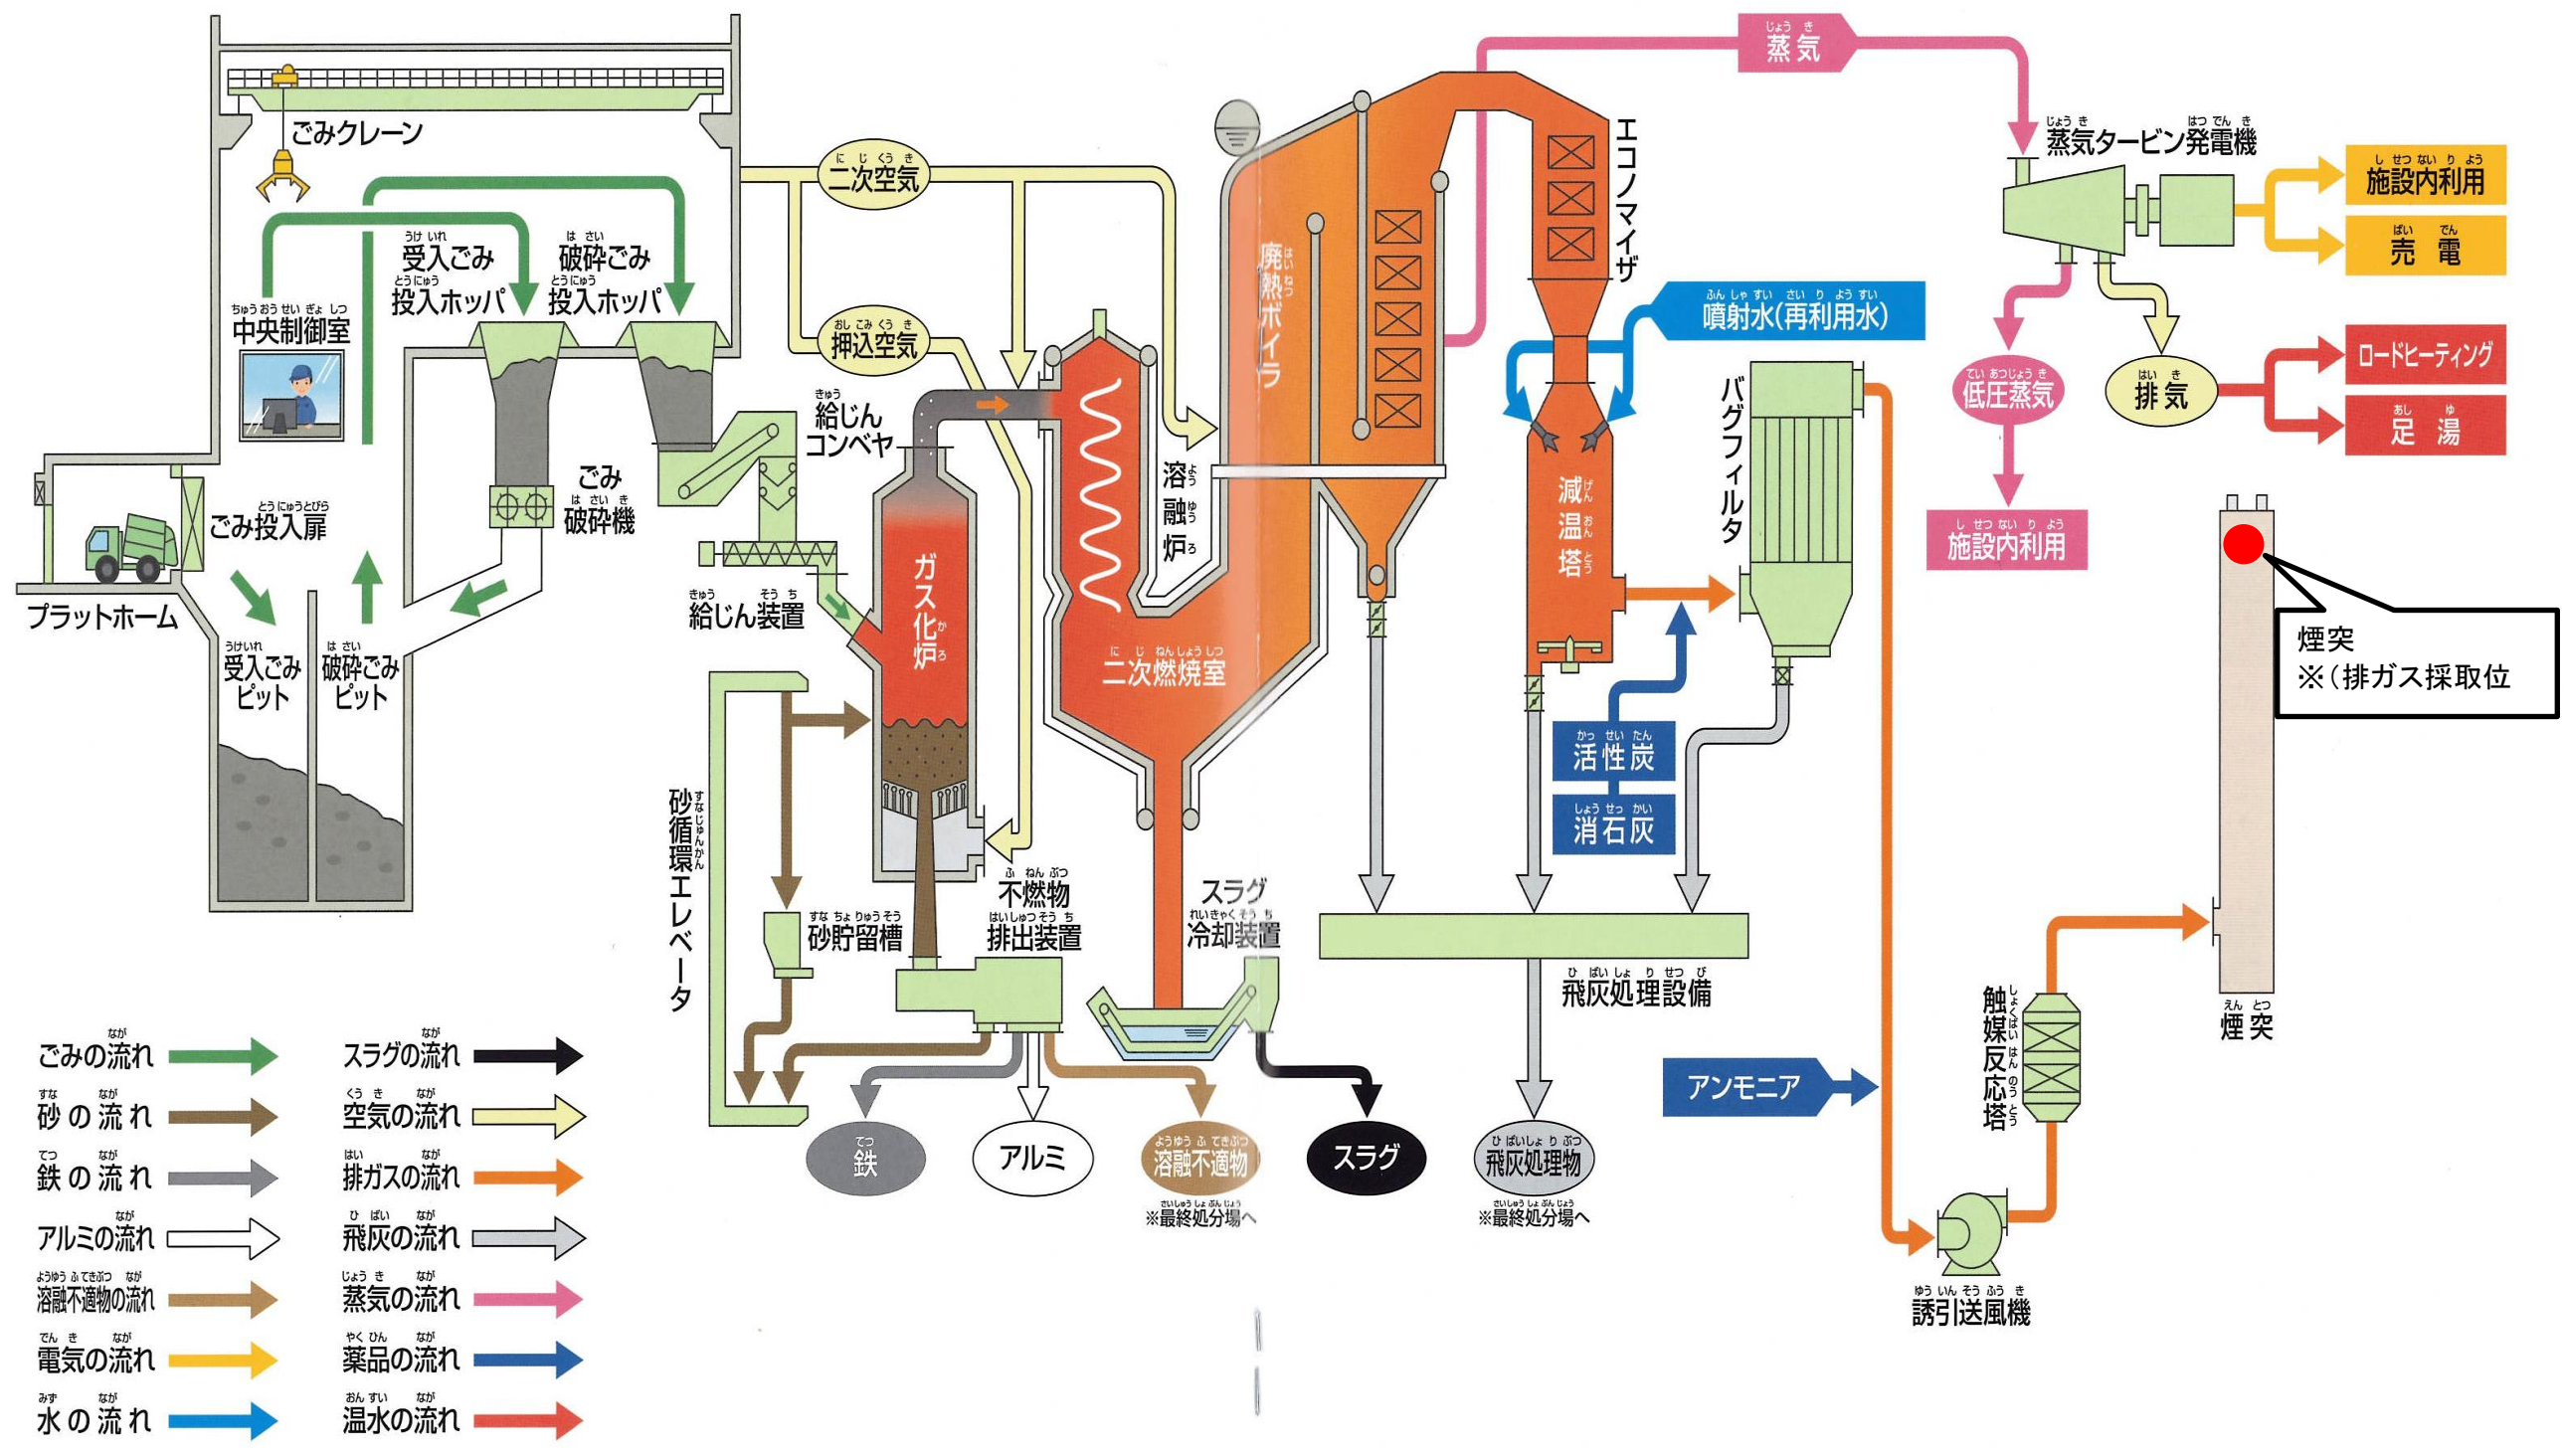 ごみクレーン
受入ごみ
投入ホッパ
破砕ごみ
投入ホッパ
中央制御室
ごみ投入扉
プラットホーム
受入ごみ
ピット
破砕ごみ
ピット
ごみ
破砕機
給じん
コンベヤ
給じん装置
二次空気
押込空気
ガス化炉
溶融炉
二次燃焼室
廃熱ボイラ
エコノマイザ
蒸気
蒸気タービン発電機
施設内利用
売電
低圧蒸気
排気
ロードヒーティング
足湯
施設内利用
噴射水(再利用水)
減温塔
バグフィルタ
活性炭
消石灰
煙突
※(排ガス採取位
砂循環エレベータ
砂貯留槽
不燃物
排出装置
スラグ
冷却装置
飛灰処理設備
鉄
アルミ
溶融不適物
※最終処分場へ
スラグ
飛灰処理物
※最終処分場へ
アンモニア
触媒反応塔
誘引送風機
煙突
ごみの流れ
砂の流れ
鉄の流れ
アルミの流れ
溶融不適物の流れ
電気の流れ
水の流れ
スラグの流れ
空気の流れ
排ガスの流れ
飛灰の流れ
蒸気の流れ
薬品の流れ
温水の流れ